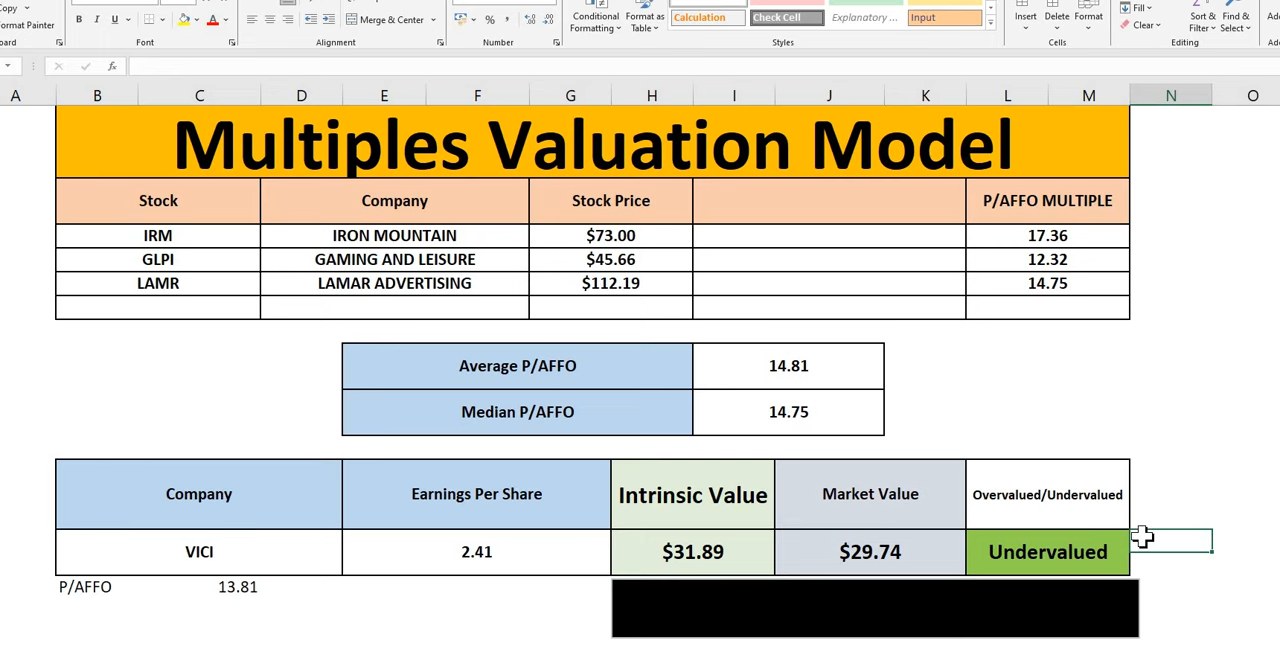 Copy
Format Painter
B I U A
Merge & Center
% ,
Conditional Formatting
Format as Table
Calculation
Check Cell
Explanatory ...
Input
Insert
Delete
Format
Fill
Clear
Sort & Filter
Find & Select
Font
Alignment
Number
Styles
Cells
Editing
fx
A B C D E F G H I J K L M N O
Multiples Valuation Model
Stock Company Stock Price P/AFFO MULTIPLE
IRM IRON MOUNTAIN $73.00 17.36
GLPI GAMING AND LEISURE $45.66 12.32
LAMR LAMAR ADVERTISING $112.19 14.75
Average P/AFFO 14.81
Median P/AFFO 14.75
Company Earnings Per Share Intrinsic Value Market Value Overvalued/Undervalued
VICI 2.41 $31.89 $29.74 Undervalued
P/AFFO 13.81